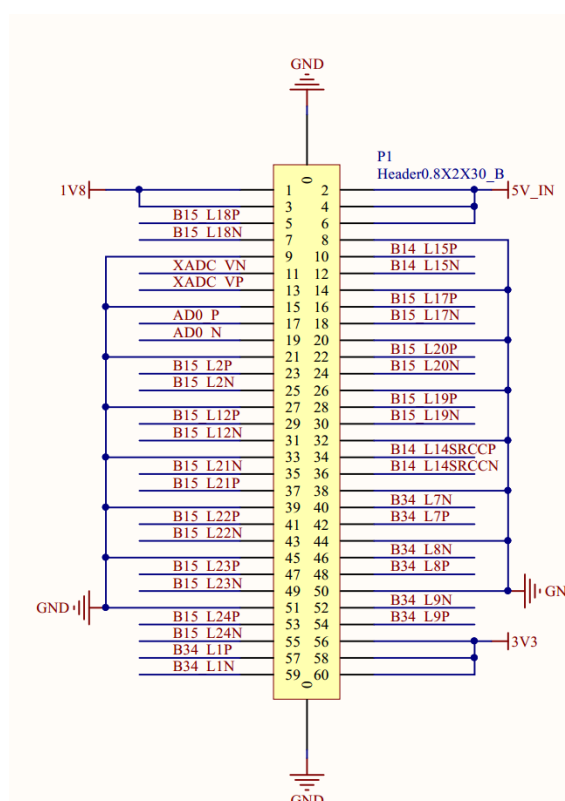 GND
P1
Header0.8X2X30_B
0
1V8 1 2 5V_IN
3 4
B15_L18P 5 6
B15_L18N 7 8
9 10 B14_L15P
XADC_VN 11 12 B14_L15N
XADC_VP 13 14
15 16 B15_L17P
AD0_P 17 18 B15_L17N
AD0_N 19 20
21 22 B15_L20P
B15_L2P 23 24 B15_L20N
B15_L2N 25 26
27 28 B15_L19P
B15_L12P 29 30 B15_L19N
B15_L12N 31 32
33 34 B14_L14SRCCP
B15_L21N 35 36 B14_L14SRCCN
B15_L21P 37 38
39 40 B34_L7N
B15_L22P 41 42 B34_L7P
B15_L22N 43 44
45 46 B34_L8N
B15_L23P 47 48 B34_L8P
B15_L23N 49 50 GN
GND 51 52 B34_L9N
B15_L24P 53 54 B34_L9P
B15_L24N 55 56 3V3
B34_L1P 57 58
B34_L1N 59 60
0
GND